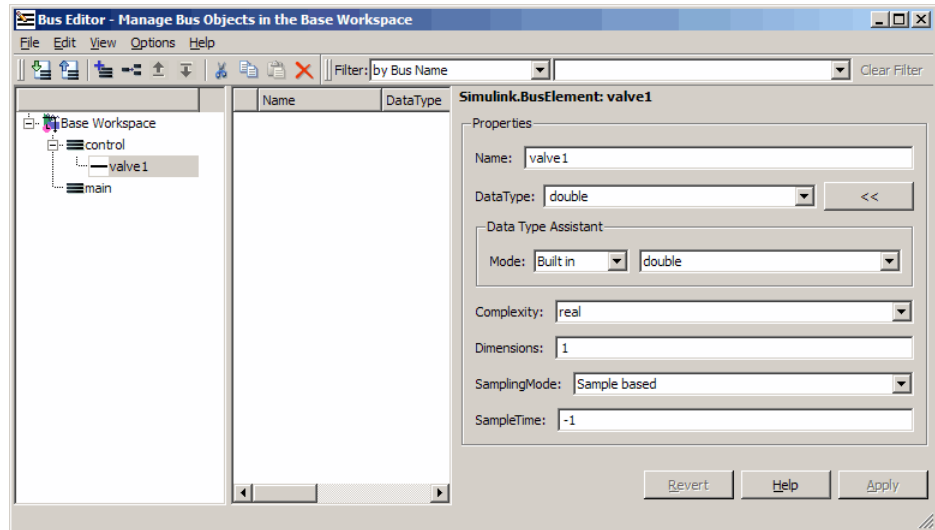 Bus Editor - Manage Bus Objects in the Base Workspace
File Edit View Options Help
Filter: by Bus Name Clear Filter
Name DataType
Simulink.BusElement: valve1
Base Workspace
control
valve1
main
Properties
Name: valve1
DataType: double <<
Data Type Assistant
Mode: Built in double
Complexity: real
Dimensions: 1
SamplingMode: Sample based
SampleTime: -1
Revert Help Apply